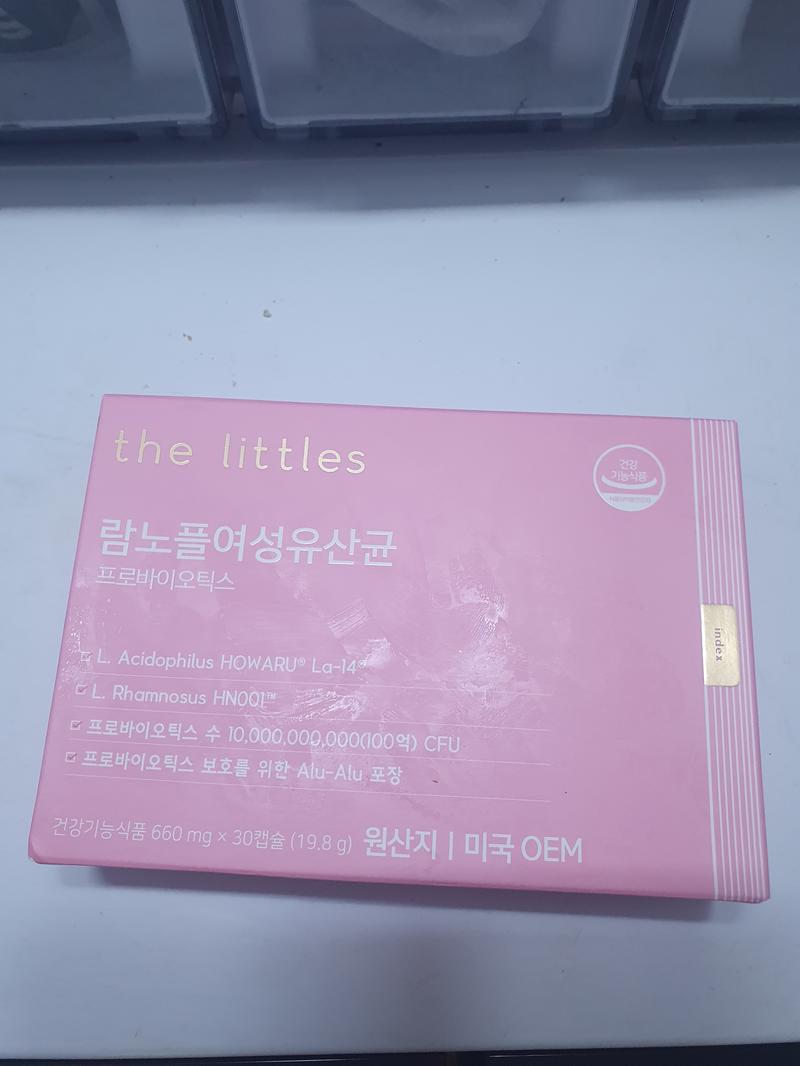 the littles
건강
기능식품
람노플여성유산균
프로바이오틱스
index
L. Acidophilus HOWARU® La-14®
L. Rhamnosus HN001™
프로바이오틱스 수 10,000,000,000(100억) CFU
프로바이오틱스 보호를 위한 Alu-Alu 포장
건강기능식품 660 mg × 30캡슐 (19.8 g) 원산지 | 미국 OEM